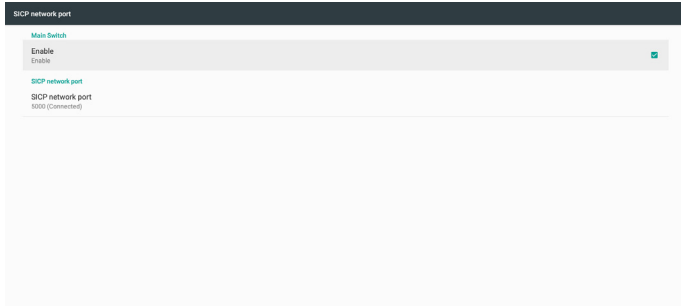 SICP network port
Main Switch
Enable
Enable
SICP network port
SICP network port
5000 (Connected)